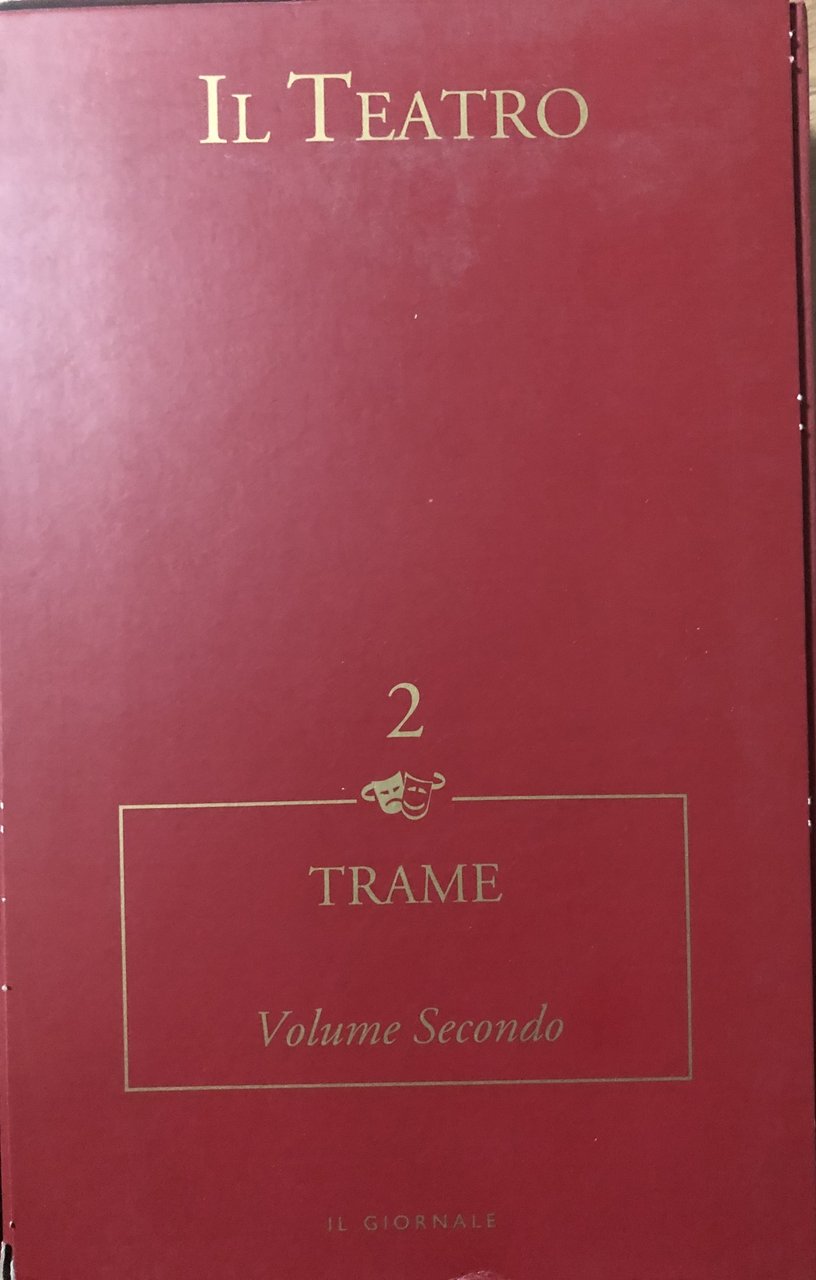 IL TEATRO
2
TRAME
Volume Secondo
IL GIORNALE